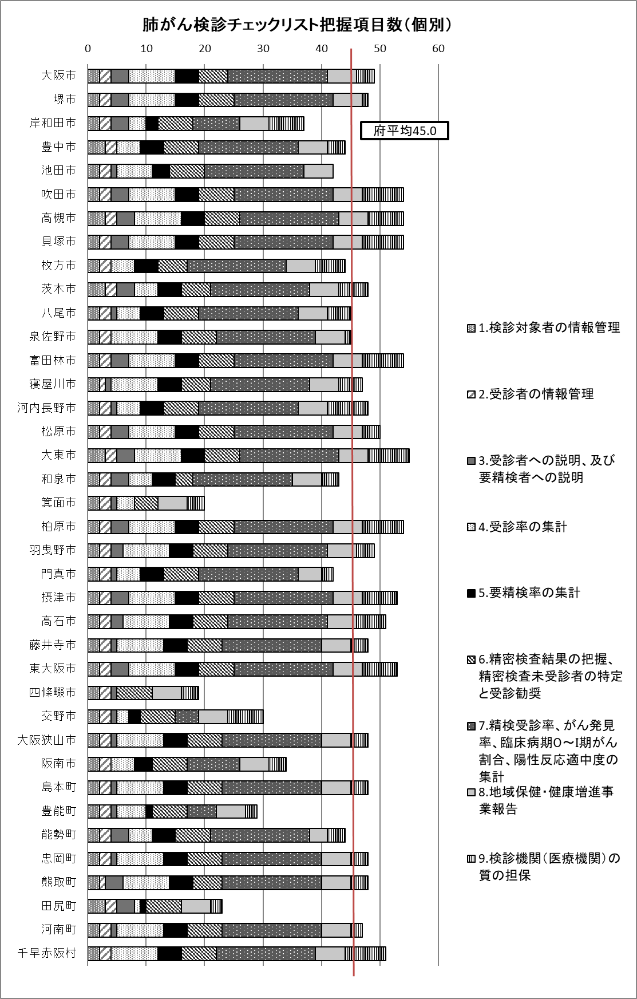 肺がん検診チェックリスト把握項目数(個別)
0 10 20 30 40 50 60
大阪市
堺市
岸和田市
府平均45.0
豊中市
池田市
吹田市
高槻市
貝塚市
枚方市
茨木市
八尾市
泉佐野市
富田林市
寝屋川市
河内長野市
松原市
大東市
和泉市
箕面市
柏原市
羽曳野市
門真市
摂津市
高石市
藤井寺市
東大阪市
四條畷市
交野市
大阪狭山市
阪南市
島本町
豊能町
能勢町
忠岡町
熊取町
田尻町
河南町
千早赤阪村
1.検診対象者の情報管理
2.受診者の情報管理
3.受診者への説明、及び
要精検者への説明
4.受診率の集計
5.要精検率の集計
6.精密検査結果の把握、
精密検査未受診者の特定
と受診勧奨
7.精検受診率、がん発見
率、臨床病期0～Ⅰ期がん
割合、陽性反応適中度の
集計
8.地域保健・健康増進事
業報告
9.検診機関(医療機関)の
質の担保